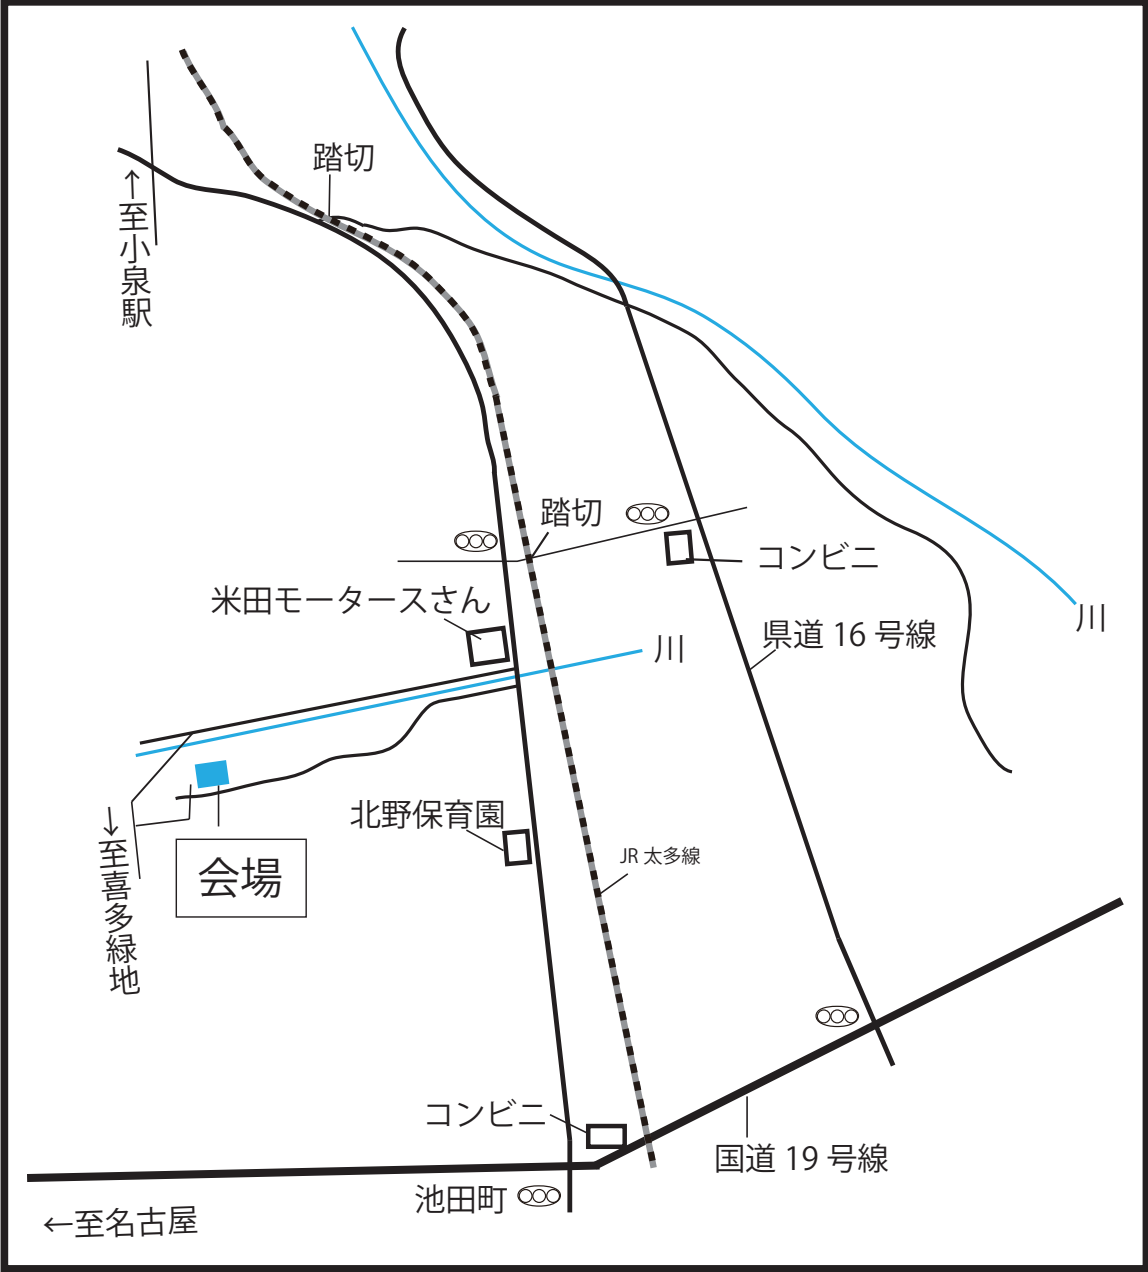 踏切
↑至小泉駅
踏切
コンビニ
米田モータースさん
川
県道 16 号線
川
北野保育園
↓至喜多緑地
会場
JR 太多線
コンビニ
国道 19 号線
池田町
←至名古屋